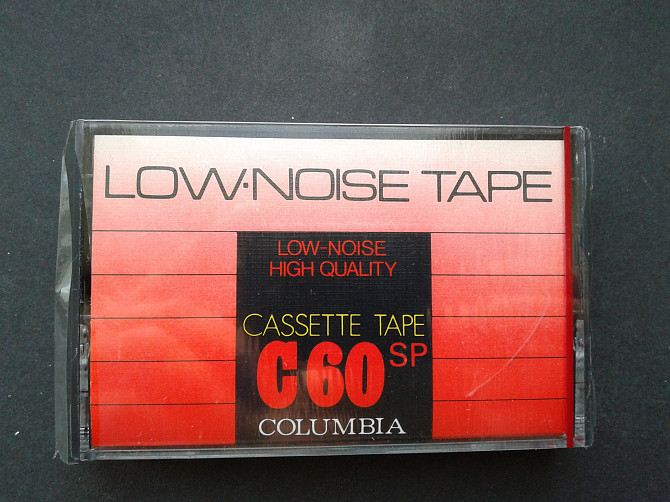 LOW·NOISE TAPE
LOW-NOISE
HIGH QUALITY
CASSETTE TAPE
C60 SP
COLUMBIA